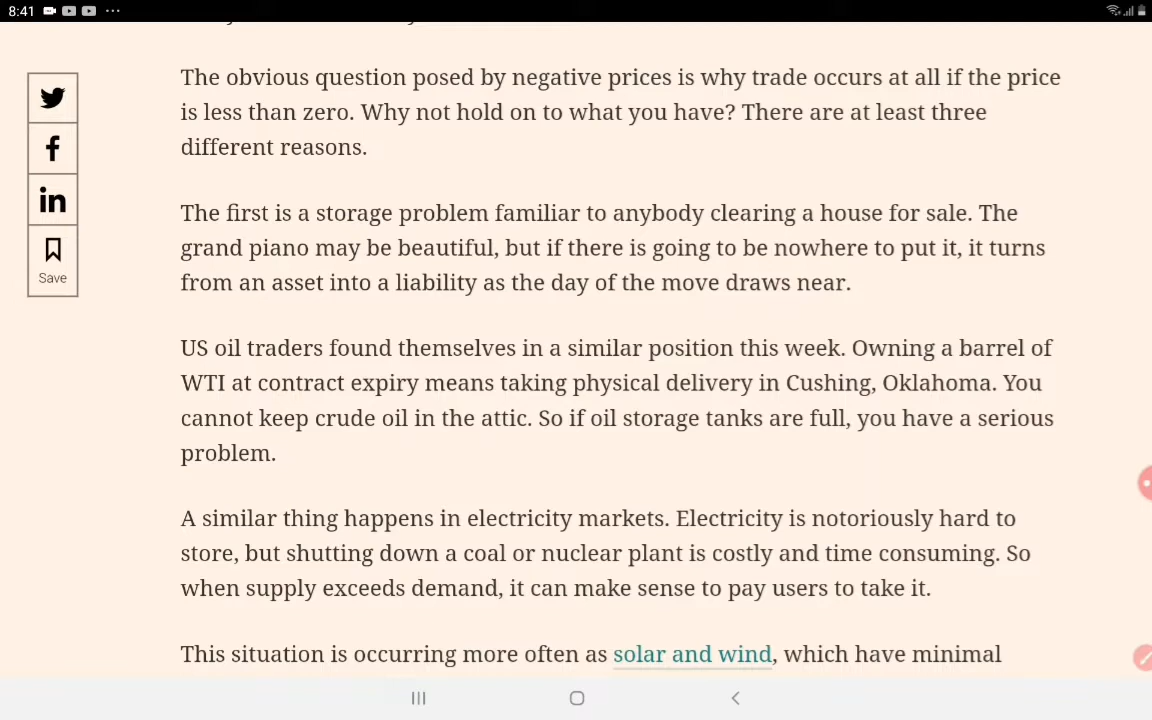 8:41
The obvious question posed by negative prices is why trade occurs at all if the price
is less than zero. Why not hold on to what you have? There are at least three
different reasons.
The first is a storage problem familiar to anybody clearing a house for sale. The
grand piano may be beautiful, but if there is going to be nowhere to put it, it turns
from an asset into a liability as the day of the move draws near.
Save
US oil traders found themselves in a similar position this week. Owning a barrel of
WTI at contract expiry means taking physical delivery in Cushing, Oklahoma. You
cannot keep crude oil in the attic. So if oil storage tanks are full, you have a serious
problem.
A similar thing happens in electricity markets. Electricity is notoriously hard to
store, but shutting down a coal or nuclear plant is costly and time consuming. So
when supply exceeds demand, it can make sense to pay users to take it.
This situation is occurring more often as solar and wind, which have minimal